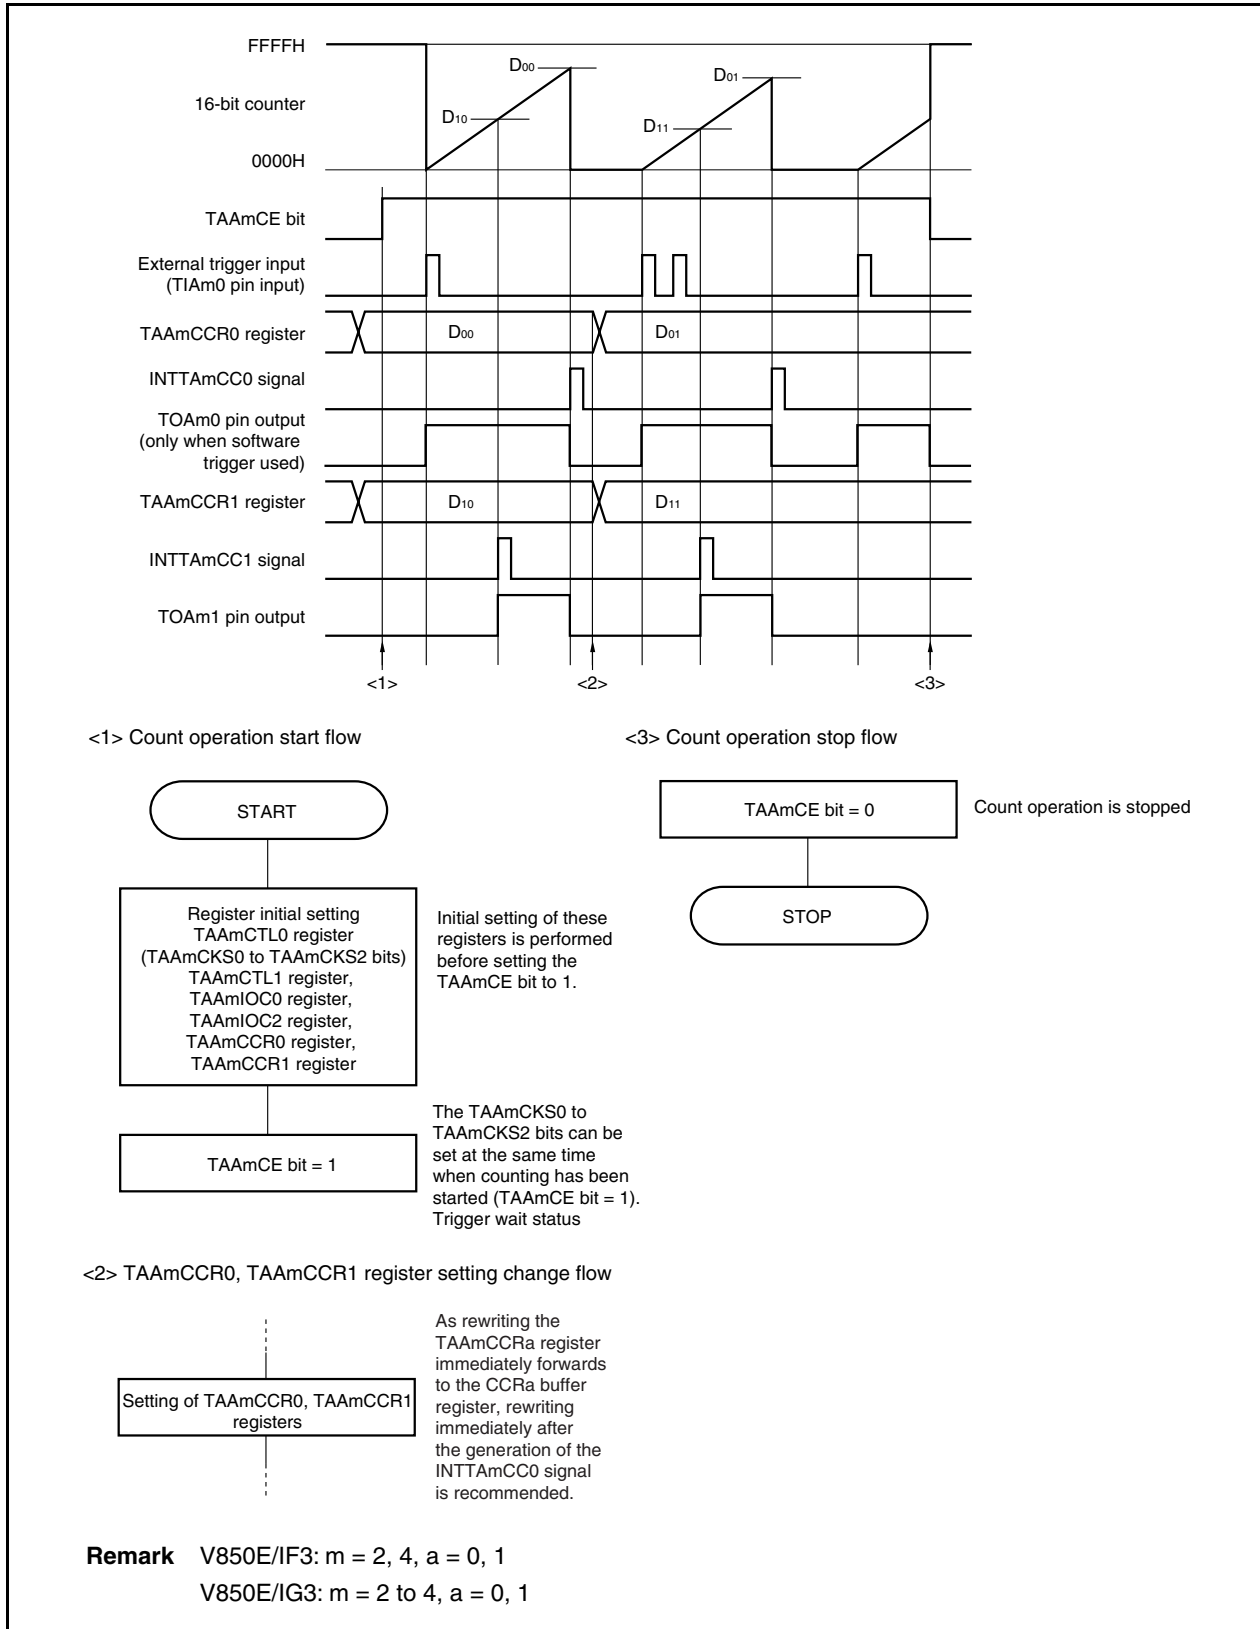 FFFFH
16-bit counter
0000H
D00
D10
D01
D11
TAAmCE bit
External trigger input
(TIAm0 pin input)
TAAmCCR0 register
D00
D01
INTTAmCC0 signal
TOAm0 pin output
(only when software
trigger used)
TAAmCCR1 register
D10
D11
INTTAmCC1 signal
TOAm1 pin output
<1>
<2>
<3>
<1> Count operation start flow
START
Register initial setting
TAAmCTL0 register
(TAAmCKS0 to TAAmCKS2 bits)
TAAmCTL1 register,
TAAmIOC0 register,
TAAmIOC2 register,
TAAmCCR0 register,
TAAmCCR1 register
Initial setting of these
registers is performed
before setting the
TAAmCE bit to 1.
TAAmCE bit = 1
The TAAmCKS0 to
TAAmCKS2 bits can be
set at the same time
when counting has been
started (TAAmCE bit = 1).
Trigger wait status
<3> Count operation stop flow
TAAmCE bit = 0
Count operation is stopped
STOP
<2> TAAmCCR0, TAAmCCR1 register setting change flow
Setting of TAAmCCR0, TAAmCCR1
registers
As rewriting the
TAAmCCRa register
immediately forwards
to the CCRa buffer
register, rewriting
immediately after
the generation of the
INTTAmCC0 signal
is recommended.
Remark V850E/IF3: m = 2, 4, a = 0, 1
V850E/IG3: m = 2 to 4, a = 0, 1